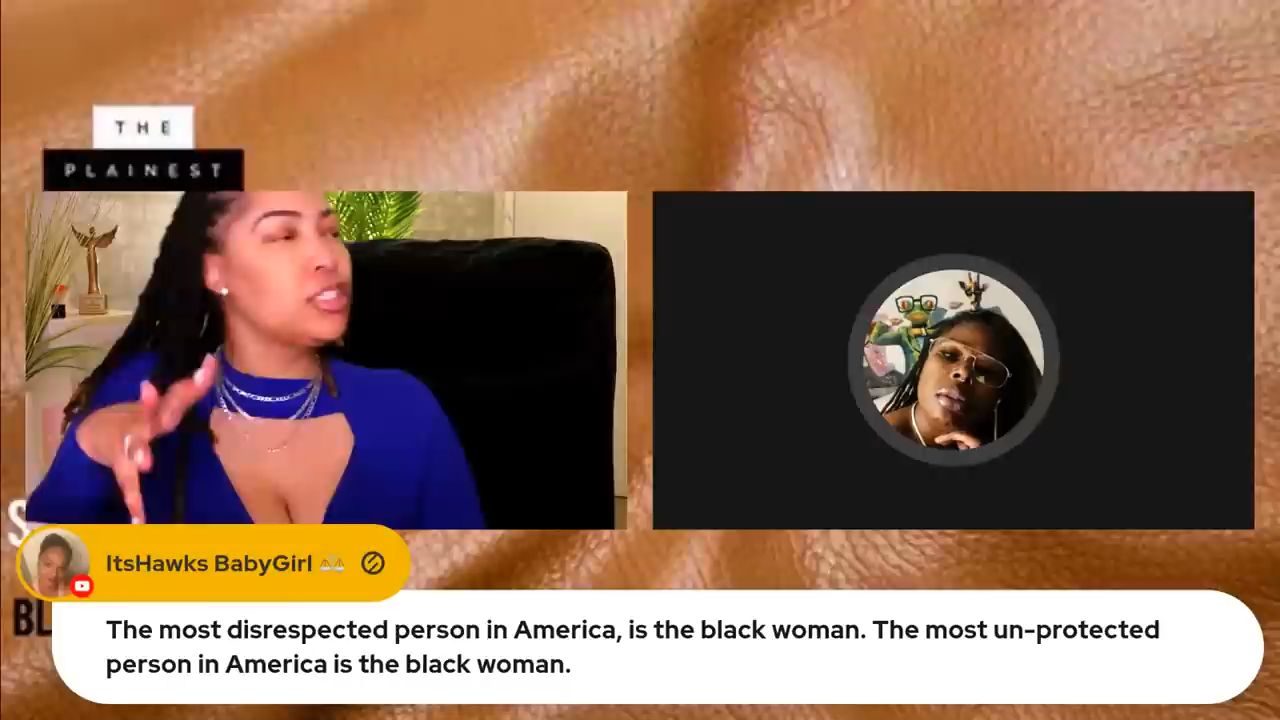 THE
PLAINEST
S
ItsHawks BabyGirl
BL
The most disrespected person in America, is the black woman. The most un-protected
person in America is the black woman.